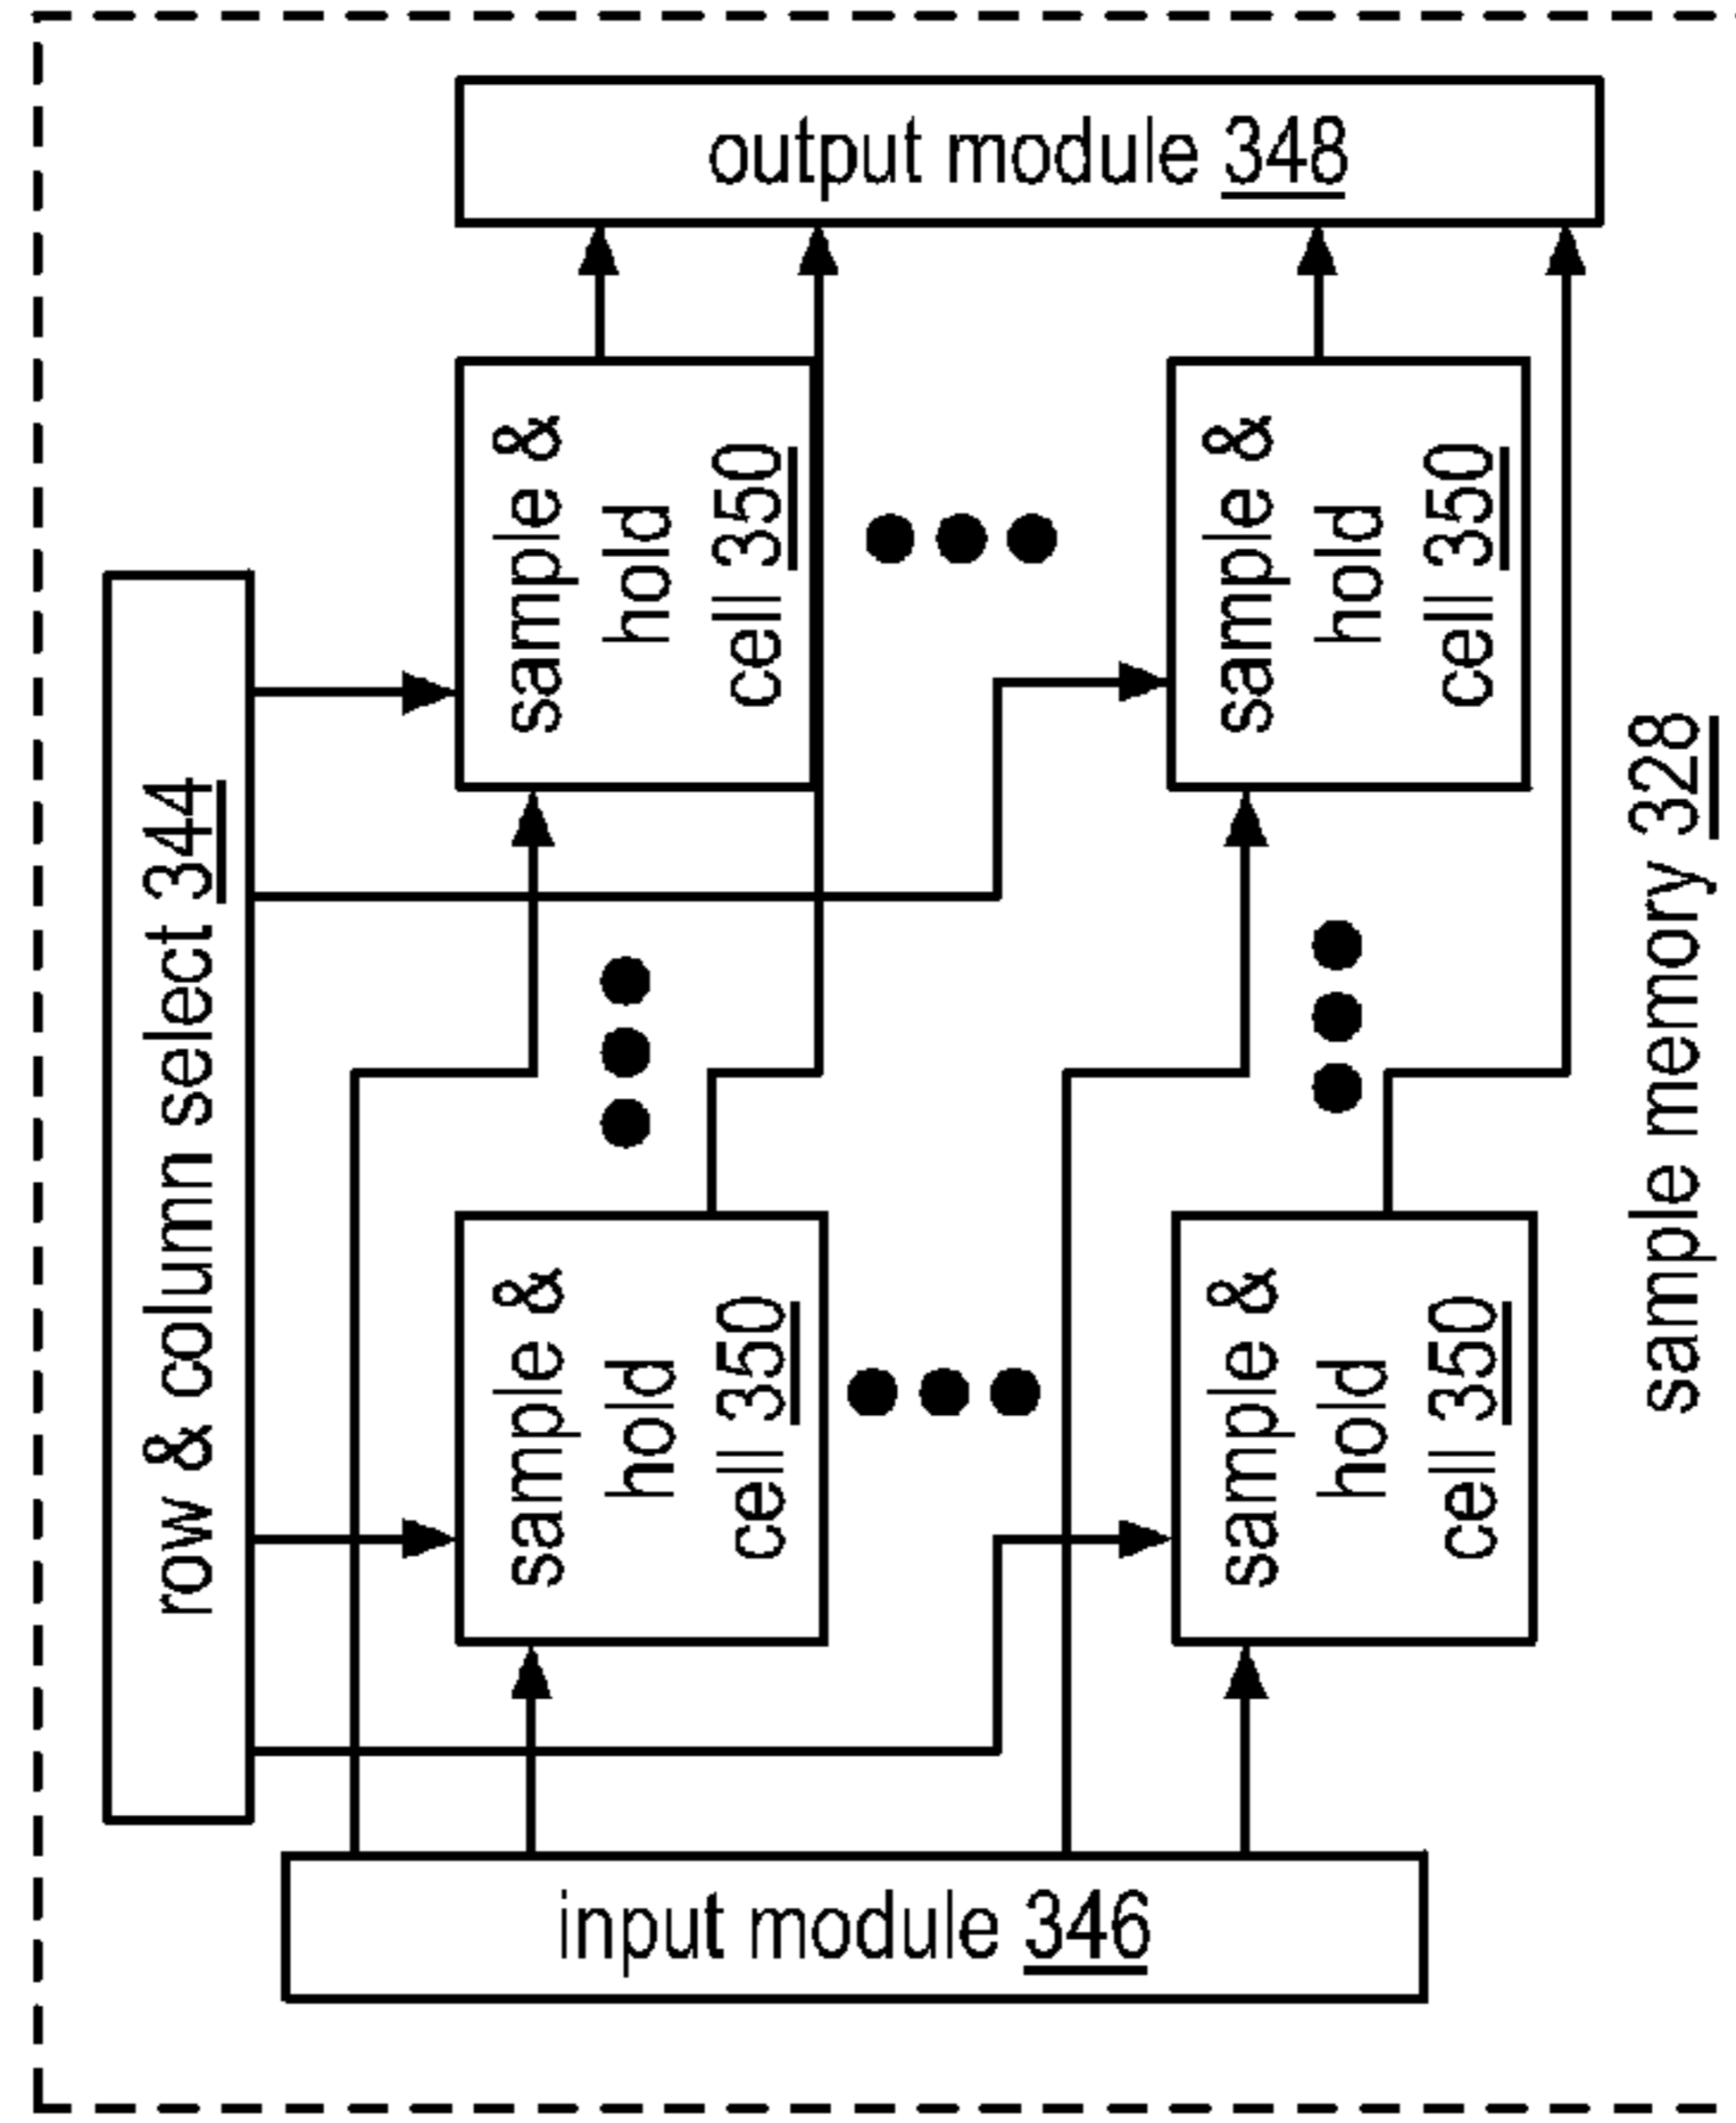 output module 348
row & column select 344
sample &
hold
cell 350
sample &
hold
cell 350
sample &
hold
cell 350
sample &
hold
cell 350
input module 346
sample memory 328